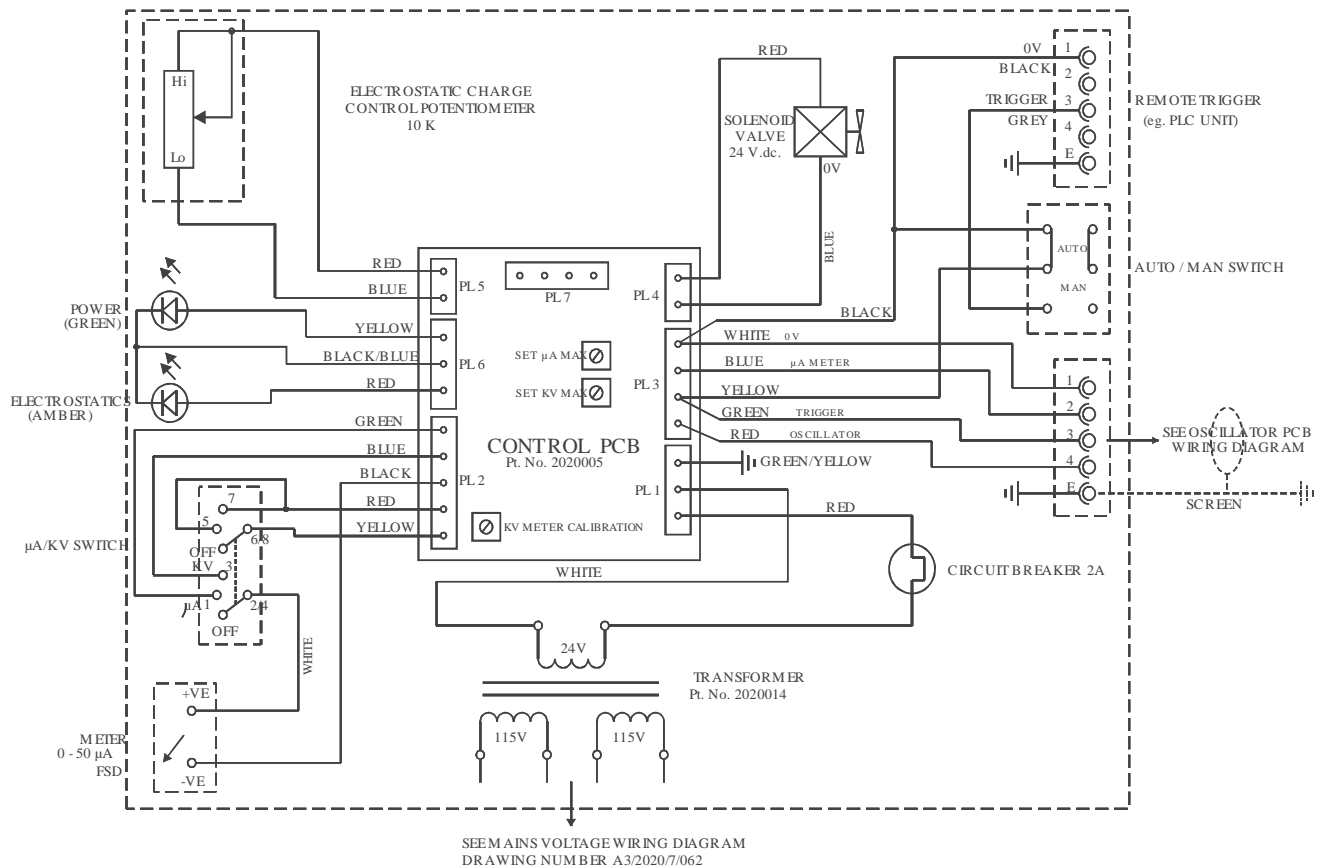 Hi
Lo
ELECTROSTATIC CHARGE
CONTROL POTENTIOMETER
10 K
RED
SOLENOID
VALVE
24 V.dc.
0V
BLUE
0V
BLACK
TRIGGER
GREY
1
2
3
4
E
REMOTE TRIGGER
(eg. PLC UNIT)
AUTO
MAN
AUTO / MAN SWITCH
RED
BLUE
PL 5
PL 7
PL 4
POWER
(GREEN)
YELLOW
BLACK/BLUE
RED
PL 6
ELECTROSTATICS
(AMBER)
SET µA MAX
SET KV MAX
PL 3
BLACK
WHITE 0V
BLUE µA METER
YELLOW
GREEN TRIGGER
RED OSCILLATOR
1
2
3
4
E
SEE OSCILLATOR PCB
WIRING DIAGRAM
SCREEN
GREEN
BLUE
BLACK
RED
YELLOW
PL 2
CONTROL PCB
Pt. No. 2020005
KV METER CALIBRATION
PL 1
GREEN/YELLOW
RED
WHITE
CIRCUIT BREAKER 2A
µA/KV SWITCH
7
5
6/8
OFF
KV 3
µA 1
2/4
OFF
WHITE
+VE
-VE
METER
0 - 50 µA
FSD
24V
TRANSFORMER
Pt. No. 2020014
115V
115V
SEE MAINS VOLTAGE WIRING DIAGRAM
DRAWING NUMBER A3/2020/7/062